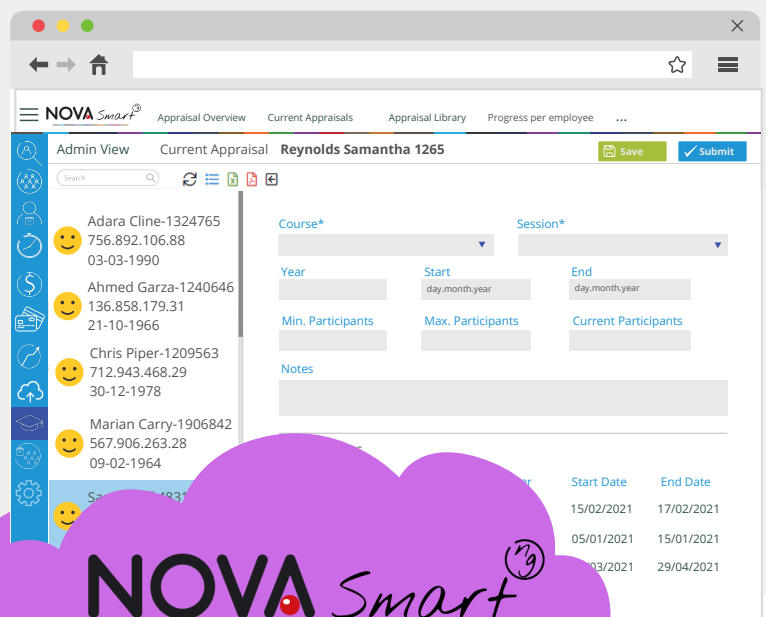 NOVA Smart ng Appraisal Overview Current Appraisals Appraisal Library Progress per employee ...
Admin View Current Appraisal Reynolds Samantha 1265 Save Submit
Search
Adara Cline-1324765
756.892.106.88
03-03-1990
Ahmed Garza-1240646
136.858.179.31
21-10-1966
Chris Piper-1209563
712.943.468.29
30-12-1978
Marian Carry-1906842
567.906.263.28
09-02-1964
Course* Session*
Year Start End
day.month.year day.month.year
Min. Participants Max. Participants Current Participants
Notes
Start Date End Date
15/02/2021 17/02/2021
05/01/2021 15/01/2021
03/2021 29/04/2021
NOVA Smart ng